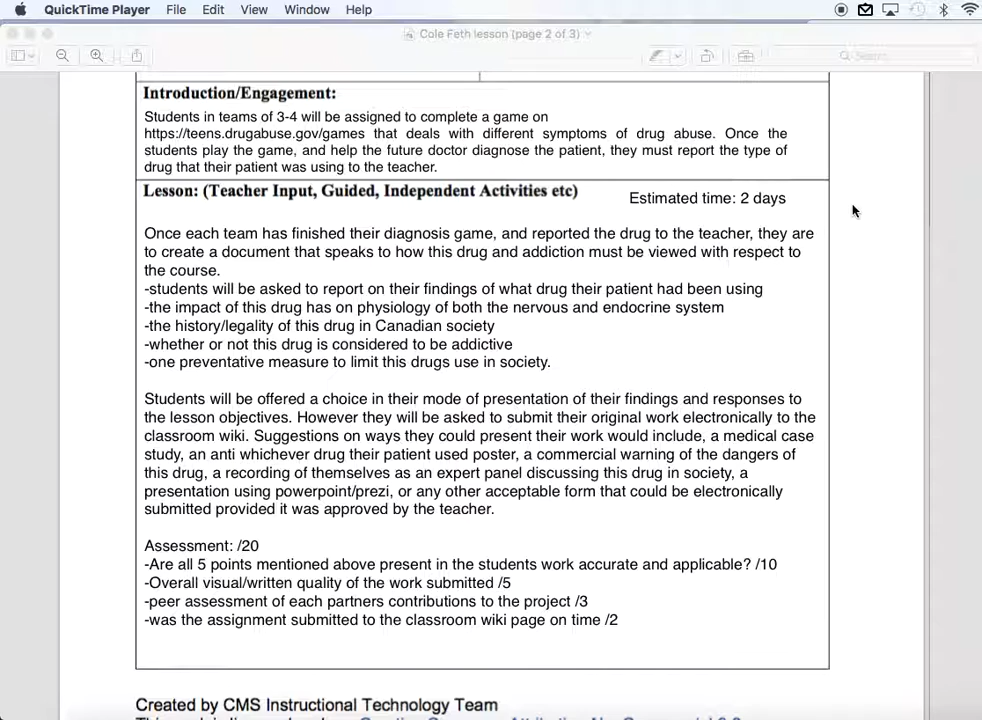 QuickTime Player File Edit View Window Help
Cole Feth lesson (page 2 of 3)
Search
Introduction/Engagement:
Students in teams of 3-4 will be assigned to complete a game on
https://teens.drugabuse.gov/games that deals with different symptoms of drug abuse. Once the
students play the game, and help the future doctor diagnose the patient, they must report the type of
drug that their patient was using to the teacher.
Lesson: (Teacher Input, Guided, Independent Activities etc)
Estimated time: 2 days
Once each team has finished their diagnosis game, and reported the drug to the teacher, they are
to create a document that speaks to how this drug and addiction must be viewed with respect to
the course.
-students will be asked to report on their findings of what drug their patient had been using
-the impact of this drug has on physiology of both the nervous and endocrine system
-the history/legality of this drug in Canadian society
-whether or not this drug is considered to be addictive
-one preventative measure to limit this drugs use in society.
Students will be offered a choice in their mode of presentation of their findings and responses to
the lesson objectives. However they will be asked to submit their original work electronically to the
classroom wiki. Suggestions on ways they could present their work would include, a medical case
study, an anti whichever drug their patient used poster, a commercial warning of the dangers of
this drug, a recording of themselves as an expert panel discussing this drug in society, a
presentation using powerpoint/prezi, or any other acceptable form that could be electronically
submitted provided it was approved by the teacher.
Assessment: /20
-Are all 5 points mentioned above present in the students work accurate and applicable? /10
-Overall visual/written quality of the work submitted /5
-peer assessment of each partners contributions to the project /3
-was the assignment submitted to the classroom wiki page on time /2
Created by CMS Instructional Technology Team